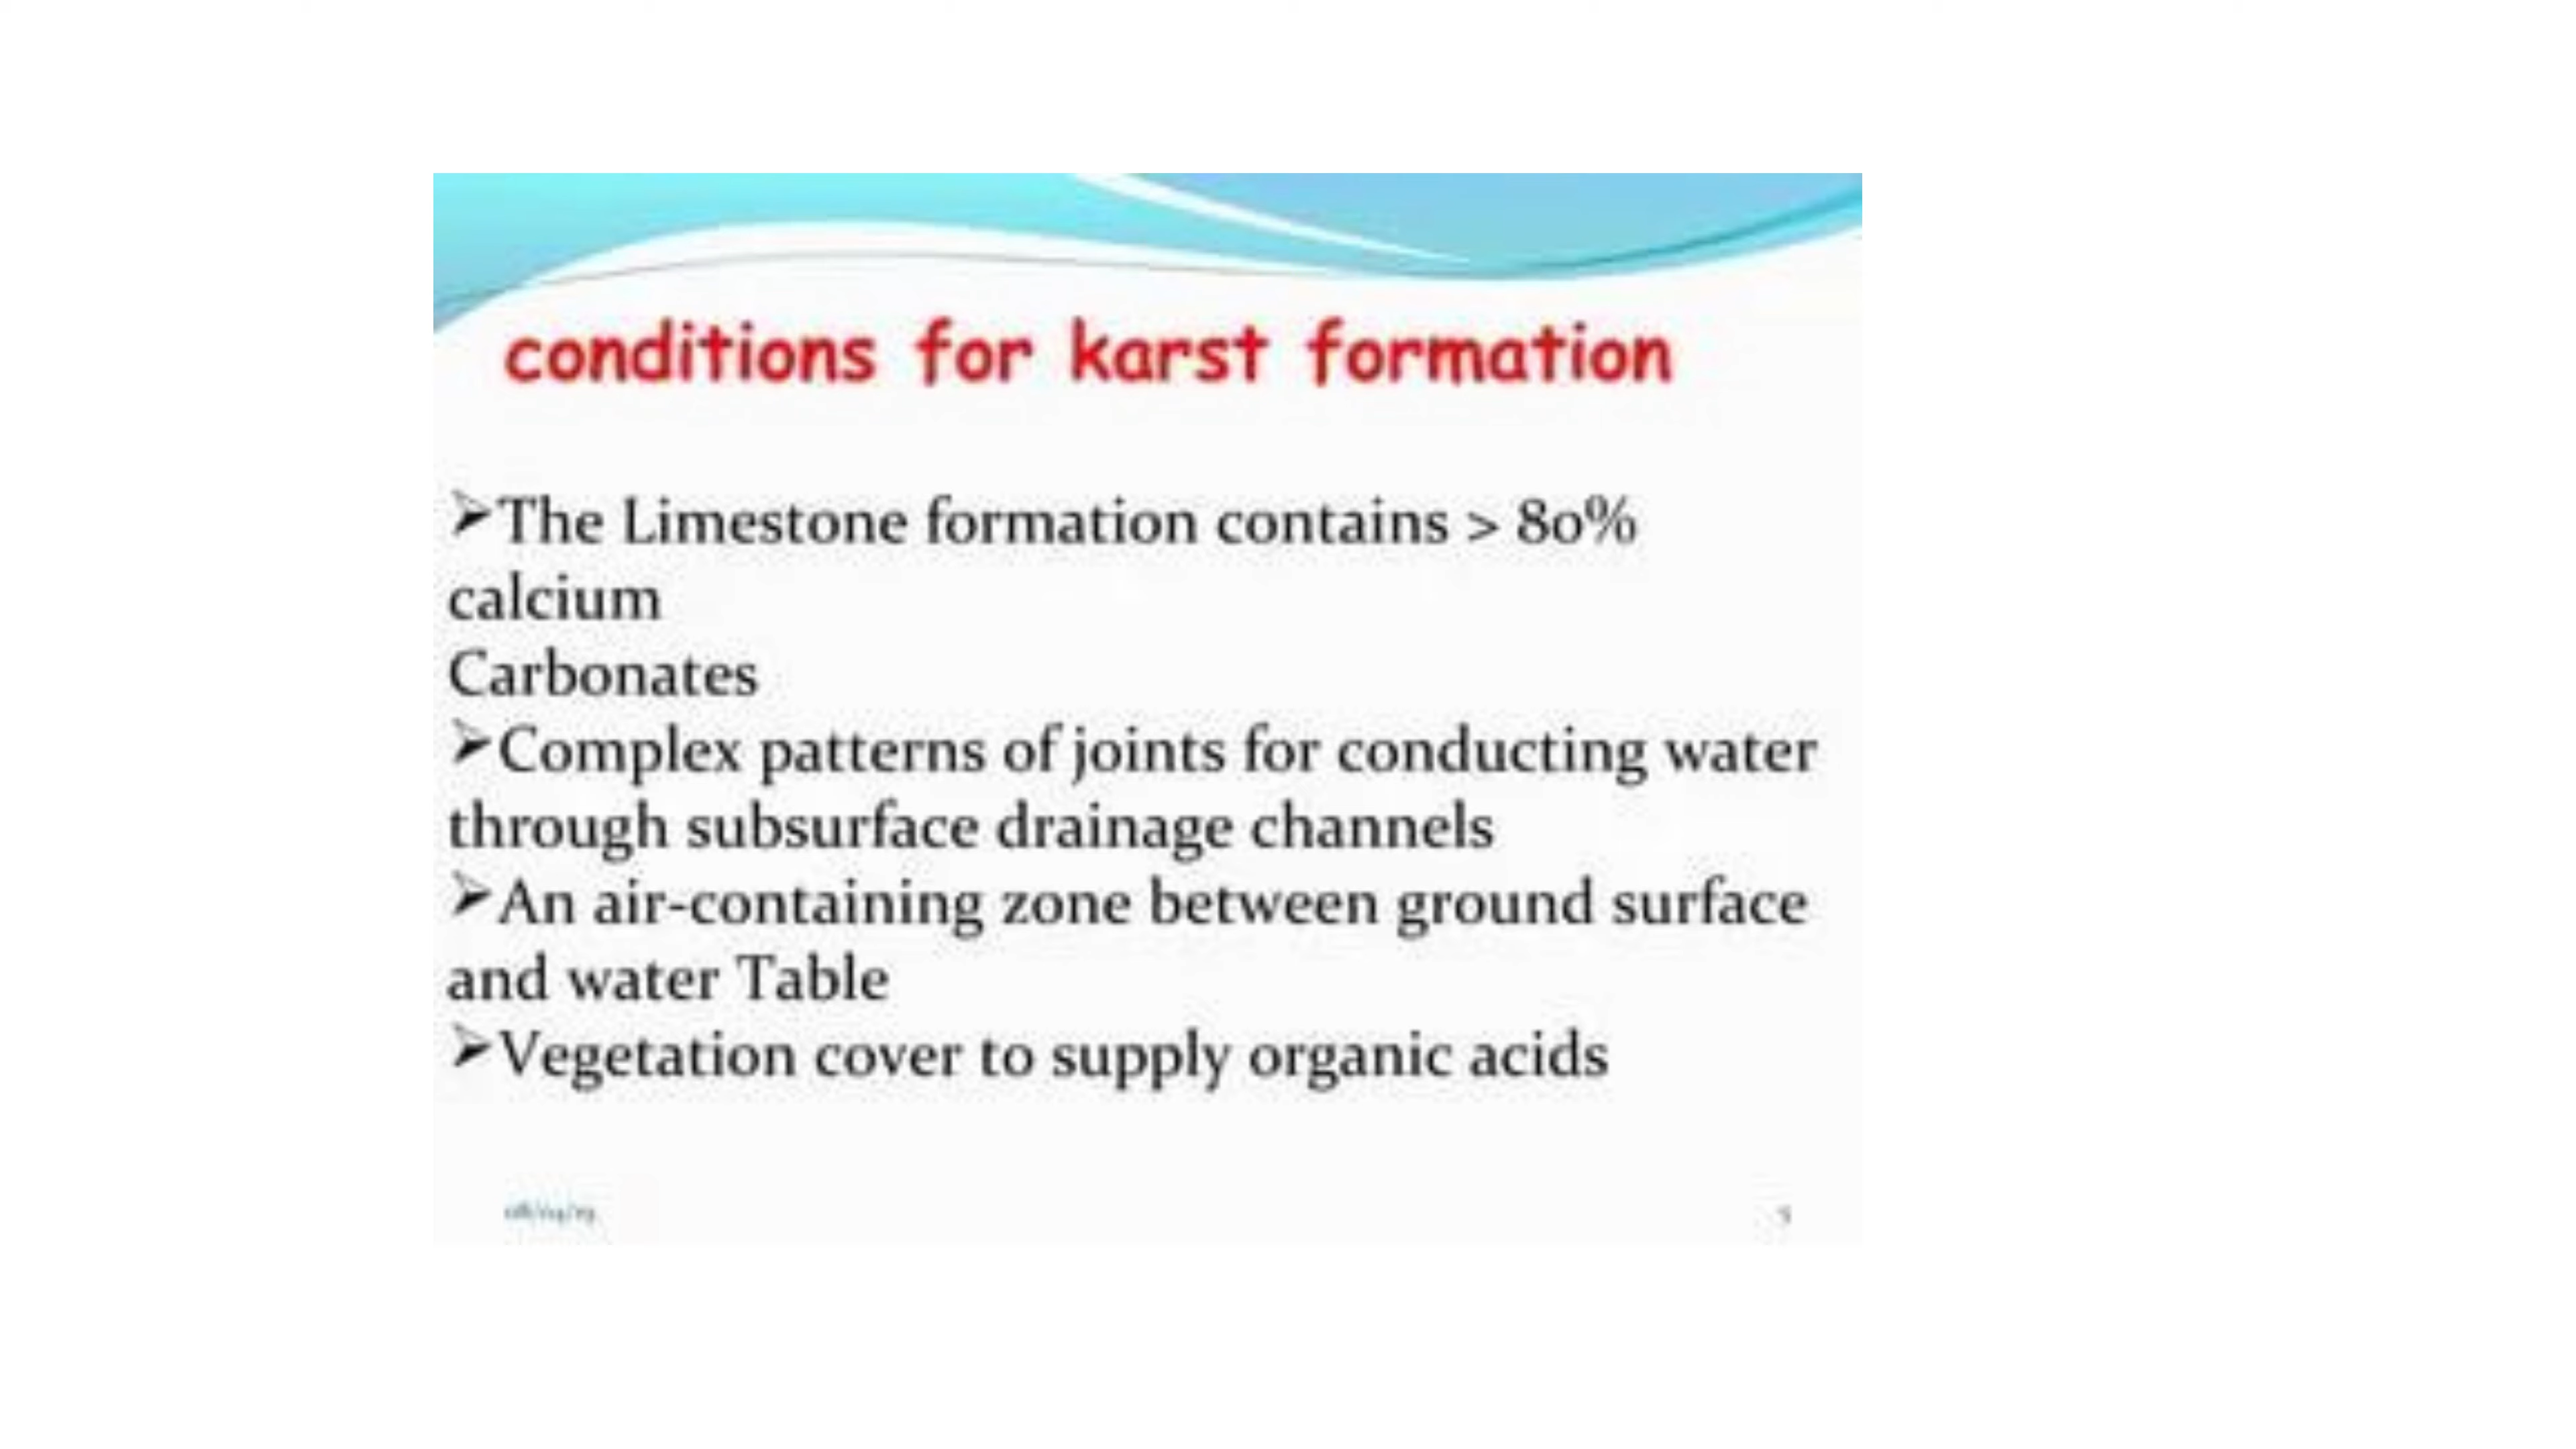 conditions for karst formation
➢The Limestone formation contains > 80%
calcium
Carbonates
➢Complex patterns of joints for conducting water
through subsurface drainage channels
➢An air-containing zone between ground surface
and water Table
➢Vegetation cover to supply organic acids